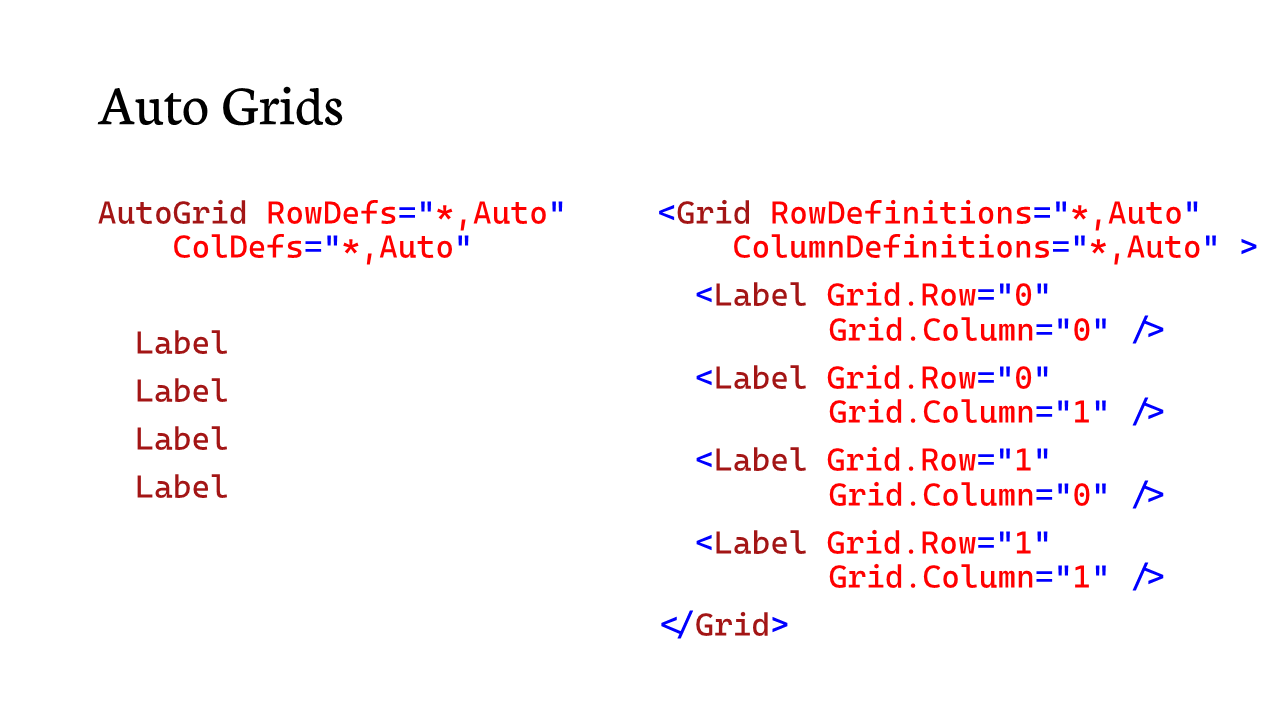 Auto Grids
AutoGrid RowDefs="*,Auto"
    ColDefs="*,Auto"
  Label
  Label
  Label
  Label
<Grid RowDefinitions="*,Auto"
    ColumnDefinitions="*,Auto" >
  <Label Grid.Row="0"
         Grid.Column="0" />
  <Label Grid.Row="0"
         Grid.Column="1" />
  <Label Grid.Row="1"
         Grid.Column="0" />
  <Label Grid.Row="1"
         Grid.Column="1" />
</Grid>